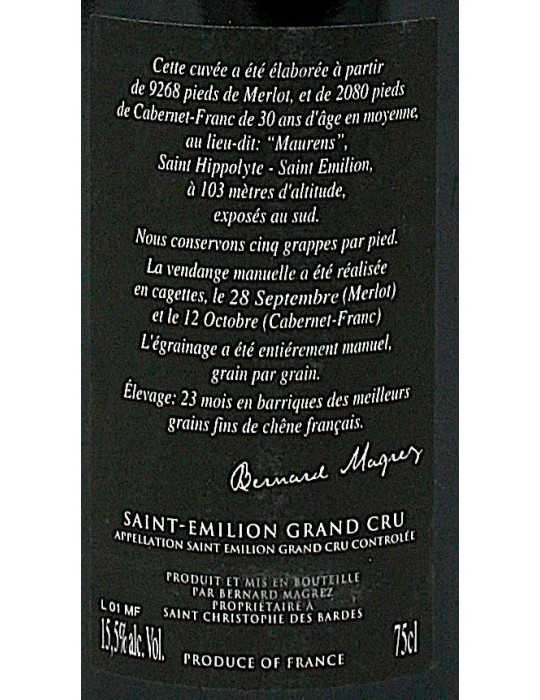 Cette cuvée a été élaborée à partir
de 9268 pieds de Merlot, et de 2080 pieds
de Cabernet-Franc de 30 ans d'âge en moyenne,
au lieu-dit: "Maurens",
Saint Hippolyte - Saint Emilion,
à 103 mètres d'altitude,
exposés au sud.
Nous conservons cinq grappes par pied.
La vendange manuelle a été réalisée
en cagettes, le 28 Septembre (Merlot)
et le 12 Octobre (Cabernet-Franc)
L'égrainage a été entiérement manuel,
grain par grain.
Élevage: 23 mois en barriques des meilleurs
grains fins de chêne français.
Bernard Magrez
SAINT-EMILION GRAND CRU
APPELLATION SAINT EMILION GRAND CRU CONTROLÉE
PRODUIT ET MIS EN BOUTEILLE
PAR BERNARD MAGREZ
PROPRIÉTAIRE À
SAINT CHRISTOPHE DES BARDES
L 01 MF
15,5% alc. Vol.
75cl
PRODUCE OF FRANCE